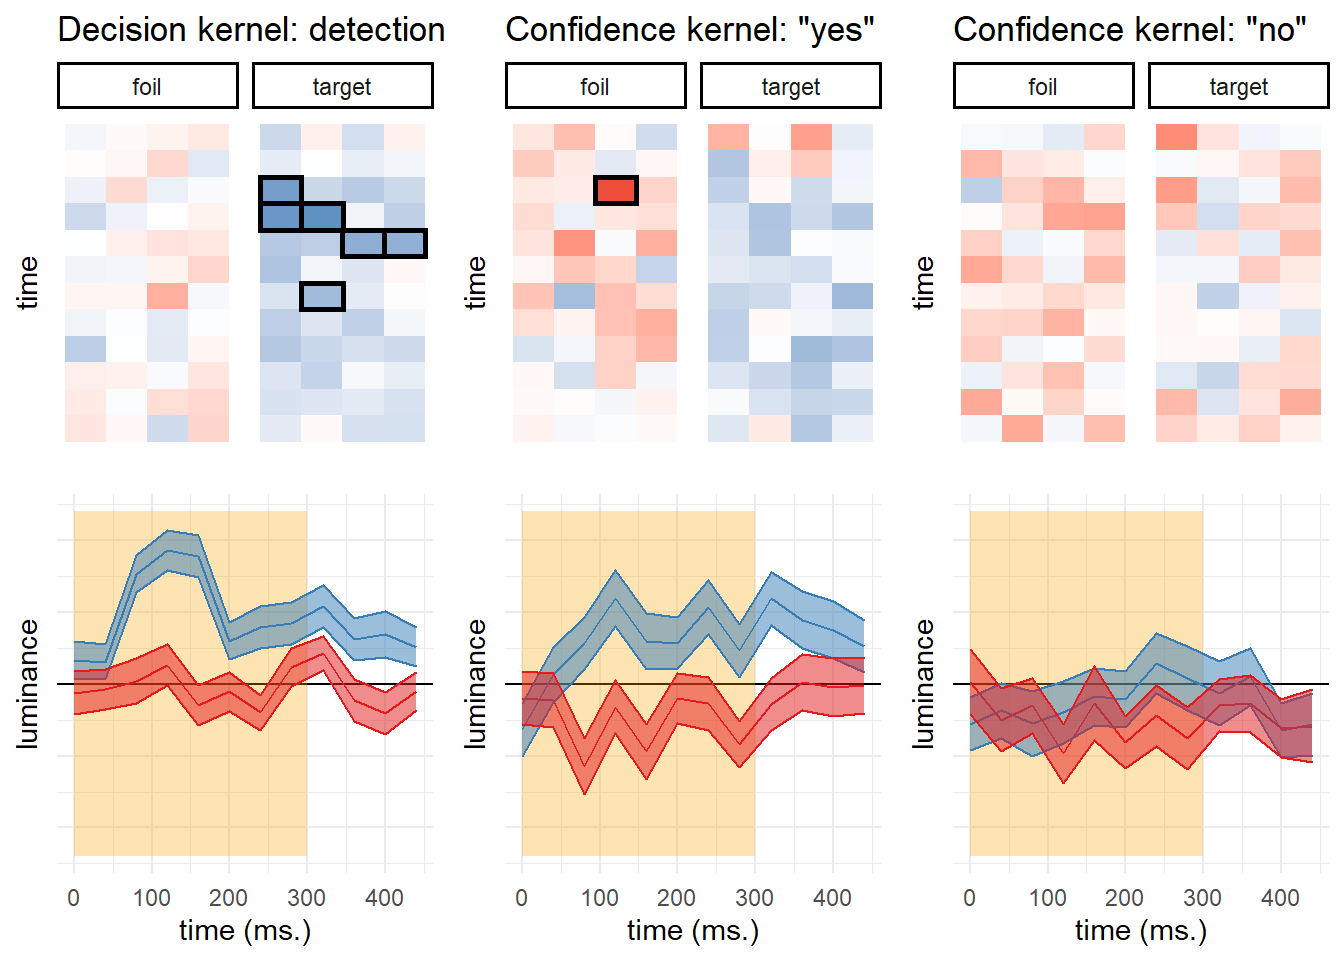 Decision kernel: detection
Confidence kernel: "yes"
Confidence kernel: "no"
foil
target
foil
target
foil
target
time
time
time
luminance
luminance
luminance
0 100 200 300 400
0 100 200 300 400
0 100 200 300 400
time (ms.)
time (ms.)
time (ms.)